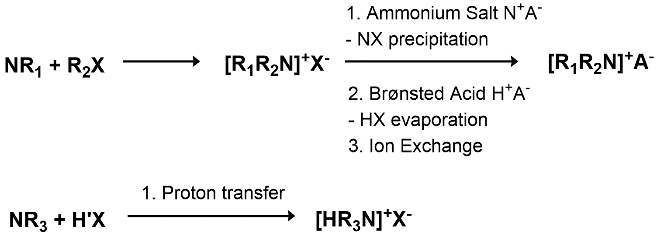 1. Ammonium Salt N⁺A⁻
- NX precipitation
NR₁ + R₂X [R₁R₂N]⁺X⁻ [R₁R₂N]⁺A⁻
2. Brønsted Acid H⁺A⁻
- HX evaporation
3. Ion Exchange
1. Proton transfer
NR₃ + H'X [HR₃N]⁺X⁻